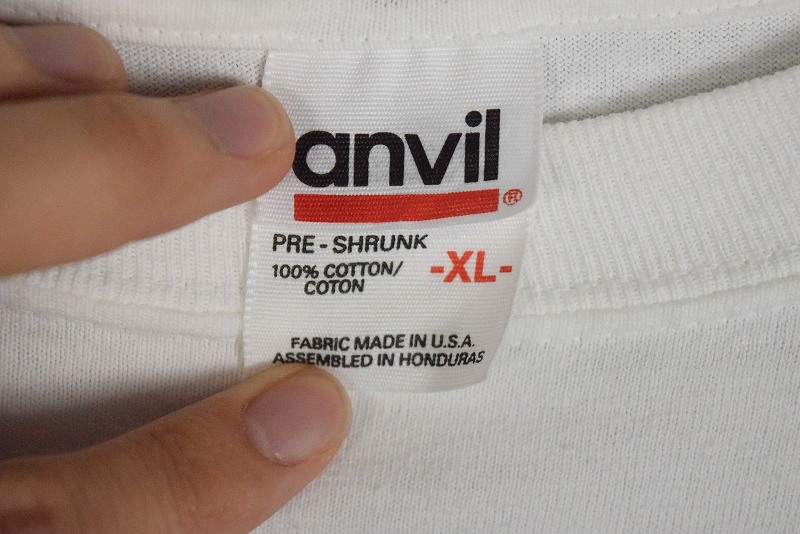 anvil®
PRE-SHRUNK
100% COTTON/
COTON
-XL-
FABRIC MADE IN U.S.A.
ASSEMBLED IN HONDURAS